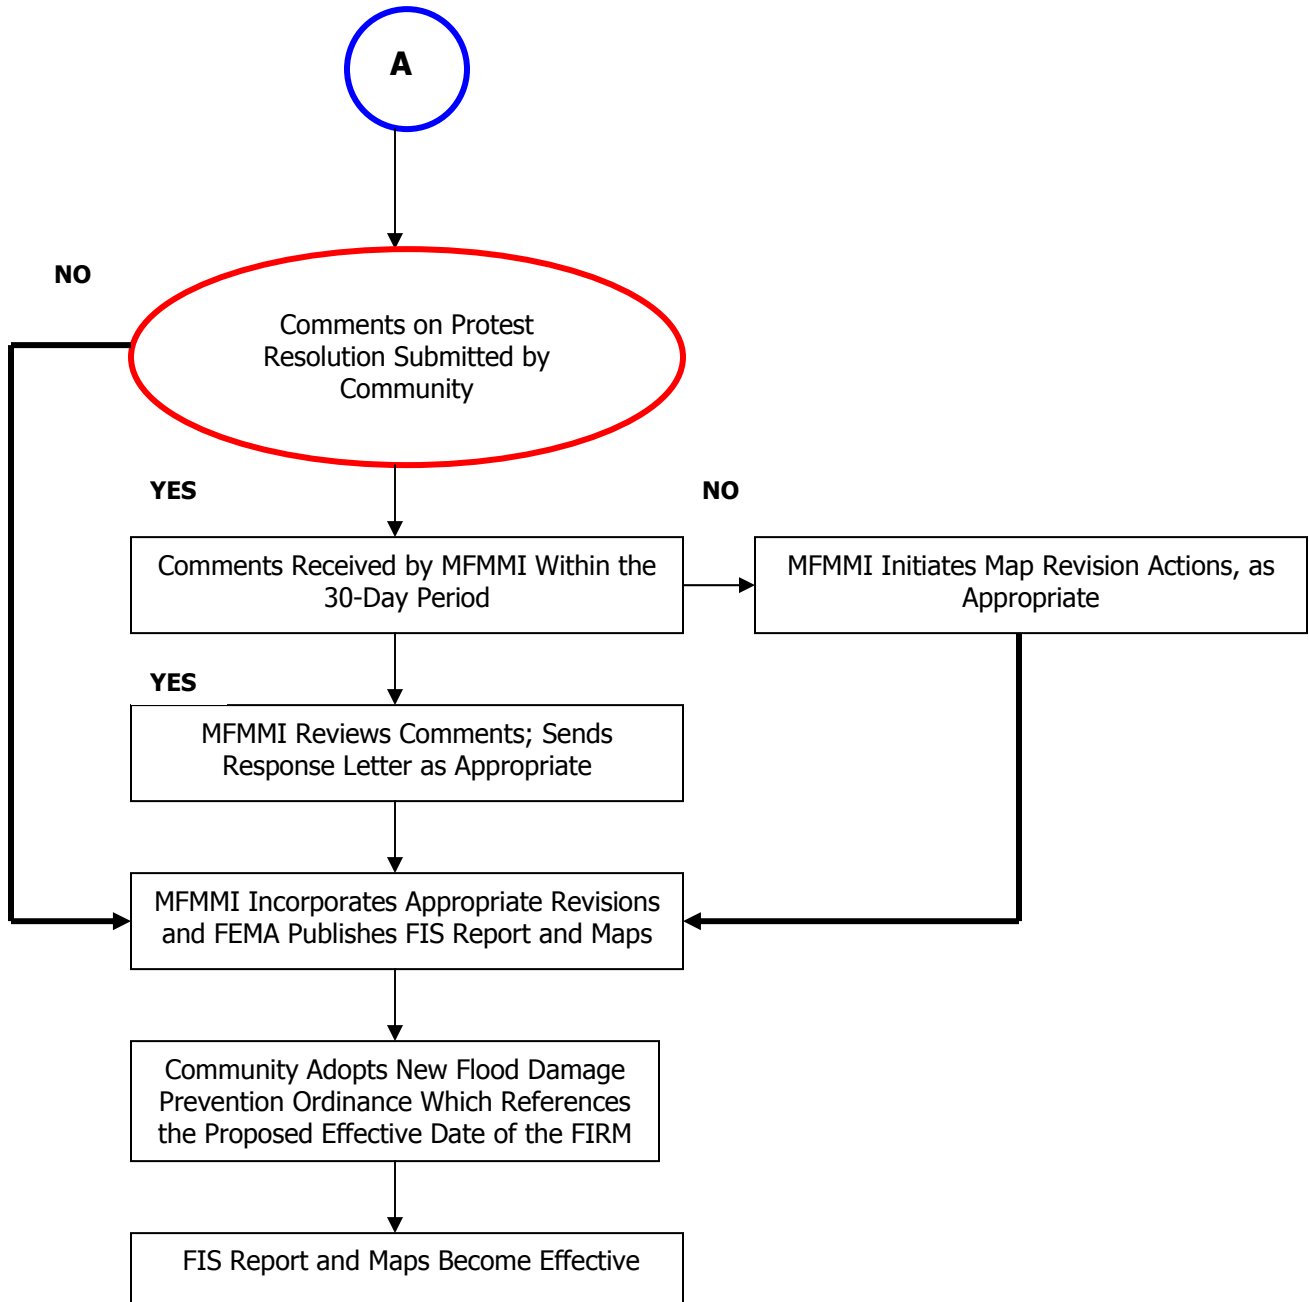 A
NO
Comments on Protest
Resolution Submitted by
Community
YES
NO
Comments Received by MFMMI Within the
30-Day Period
MFMMI Initiates Map Revision Actions, as
Appropriate
YES
MFMMI Reviews Comments; Sends
Response Letter as Appropriate
MFMMI Incorporates Appropriate Revisions
and FEMA Publishes FIS Report and Maps
Community Adopts New Flood Damage
Prevention Ordinance Which References
the Proposed Effective Date of the FIRM
FIS Report and Maps Become Effective